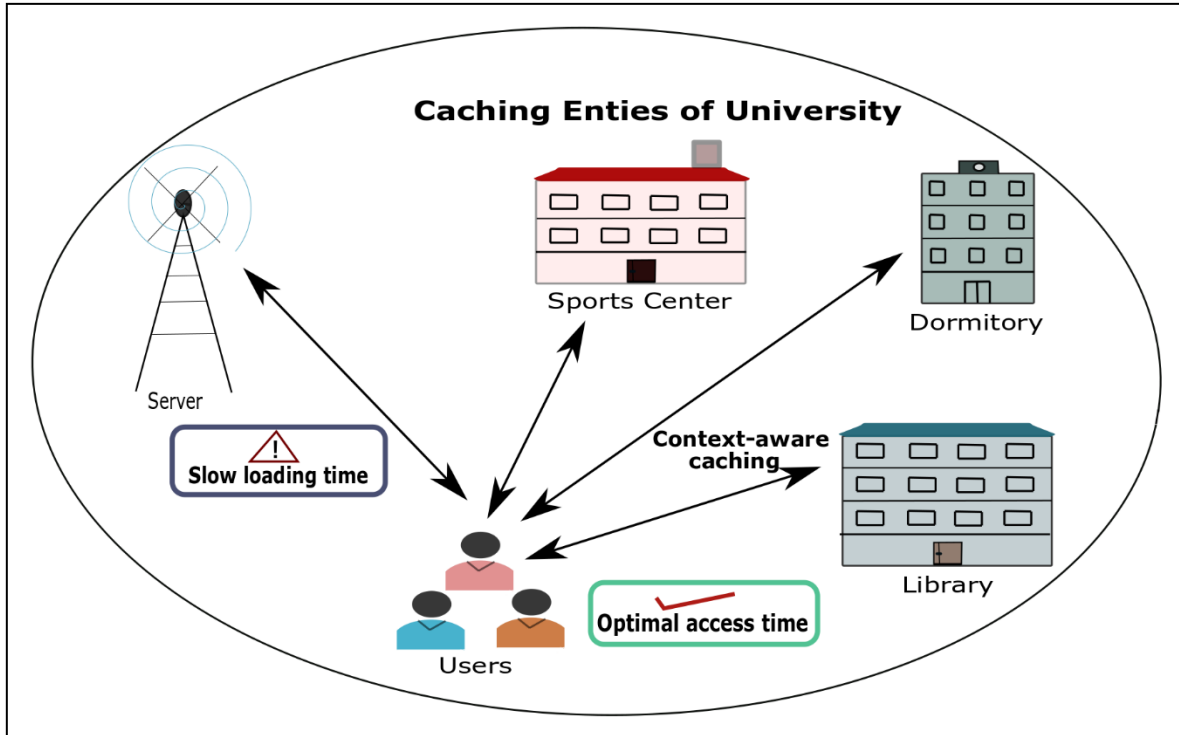 Caching Enties of University
Sports Center
Dormitory
Server
!
Slow loading time
Context-aware
caching
Library
Optimal access time
Users